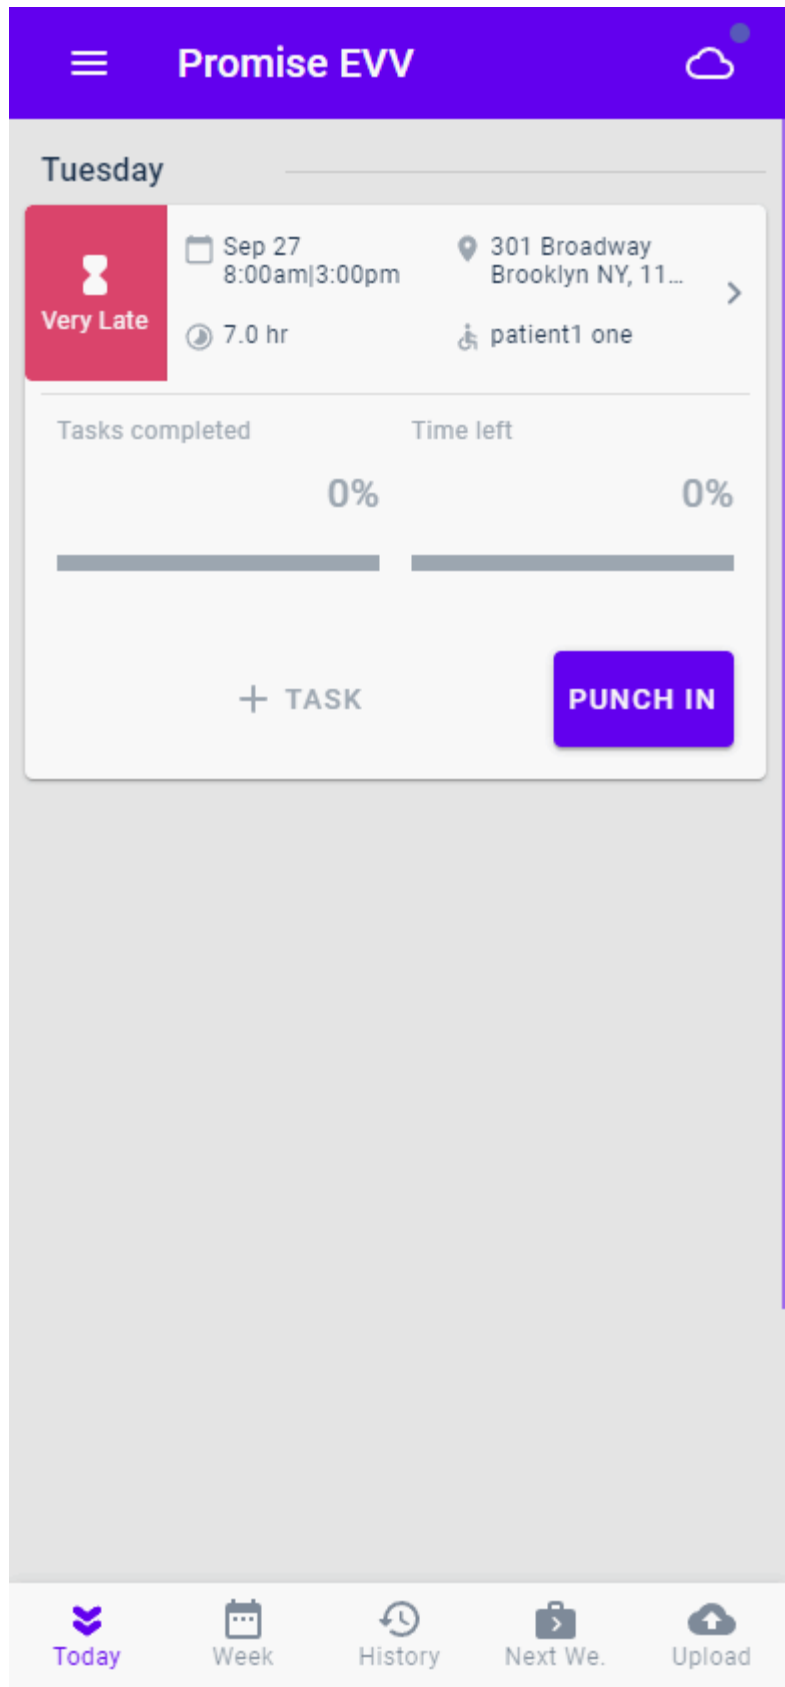 Promise EVV
Tuesday
Very Late
Sep 27
8:00am|3:00pm
7.0 hr
301 Broadway
Brooklyn NY, 11...
patient1 one
Tasks completed
0%
Time left
0%
+ TASK
PUNCH IN
Today
Week
History
Next We.
Upload